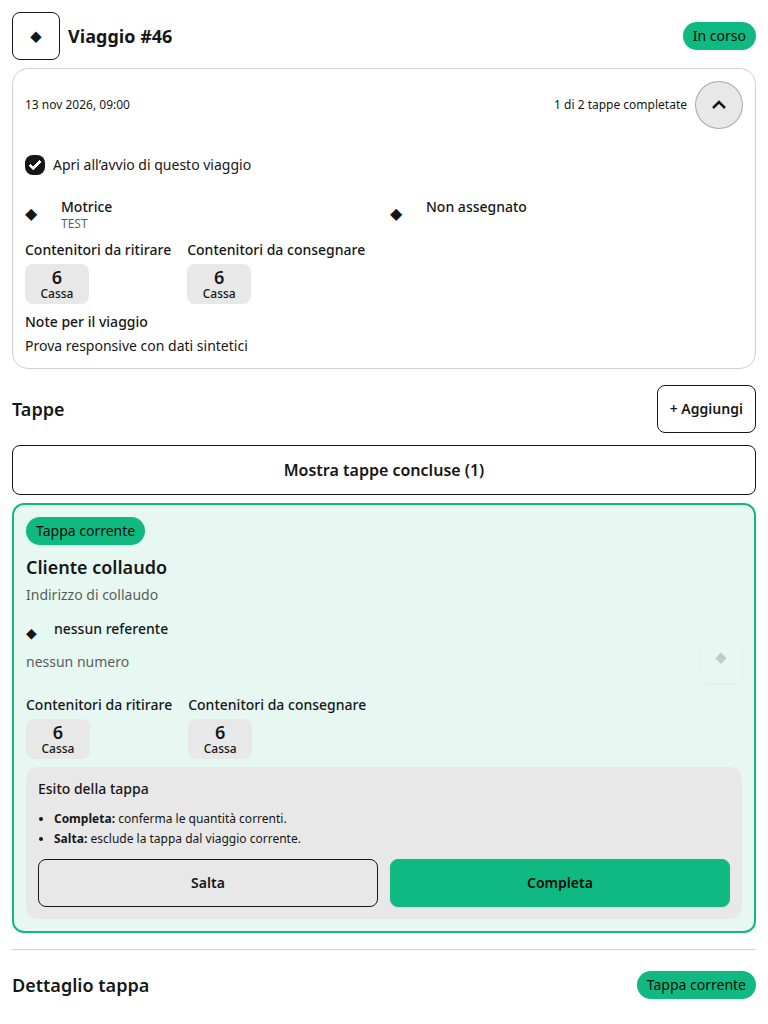 Viaggio #46
In corso
13 nov 2026, 09:00
1 di 2 tappe completate
Apri all’avvio di questo viaggio
Motrice
TEST
Non assegnato
Contenitori da ritirare
Contenitori da consegnare
6
Cassa
6
Cassa
Note per il viaggio
Prova responsive con dati sintetici
Tappe
+ Aggiungi
Mostra tappe concluse (1)
Tappa corrente
Cliente collaudo
Indirizzo di collaudo
nessun referente
nessun numero
Contenitori da ritirare
Contenitori da consegnare
6
Cassa
6
Cassa
Esito della tappa
• Completa: conferma le quantità correnti.
• Salta: esclude la tappa dal viaggio corrente.
Salta
Completa
Dettaglio tappa
Tappa corrente